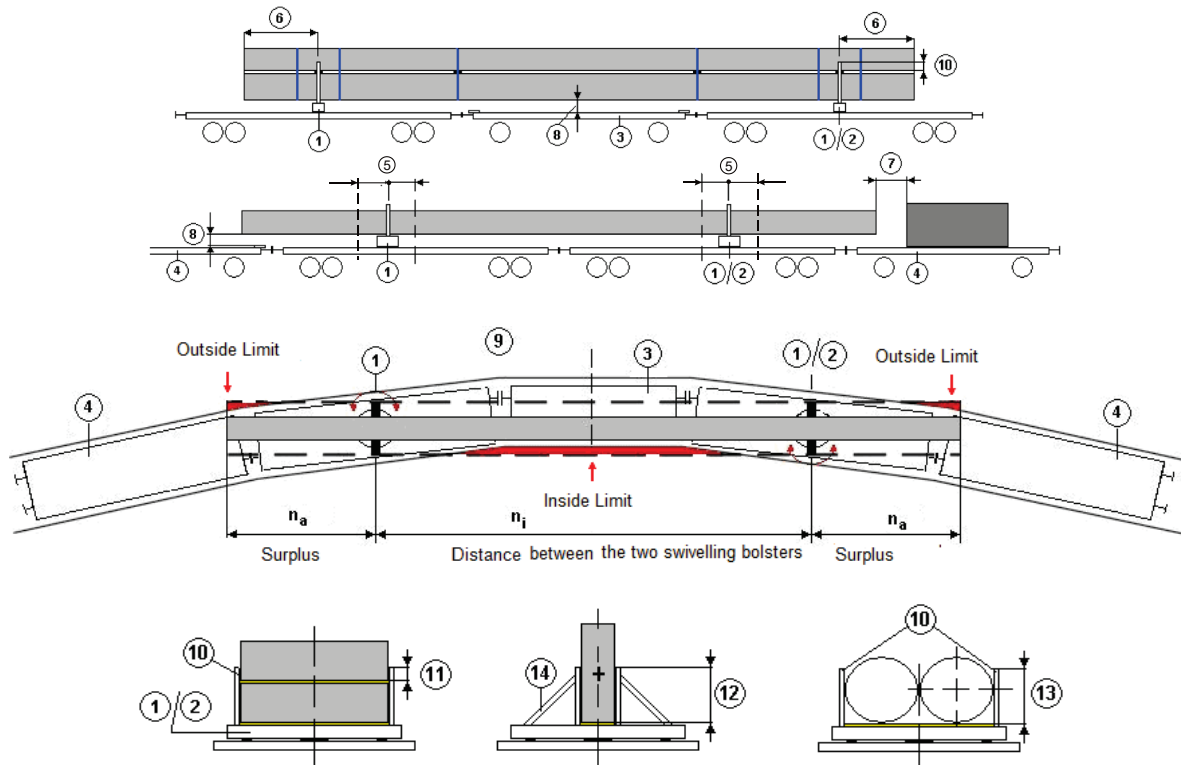 6 6
10
8
1 3 1/2
5 5 7
8
4 1 1/2 4
9
Outside Limit 1 3 1/2 Outside Limit
4 4
Inside Limit
na ni na
Surplus Distance between the two swivelling bolsters Surplus
10 11 14 12 10 13
1/2